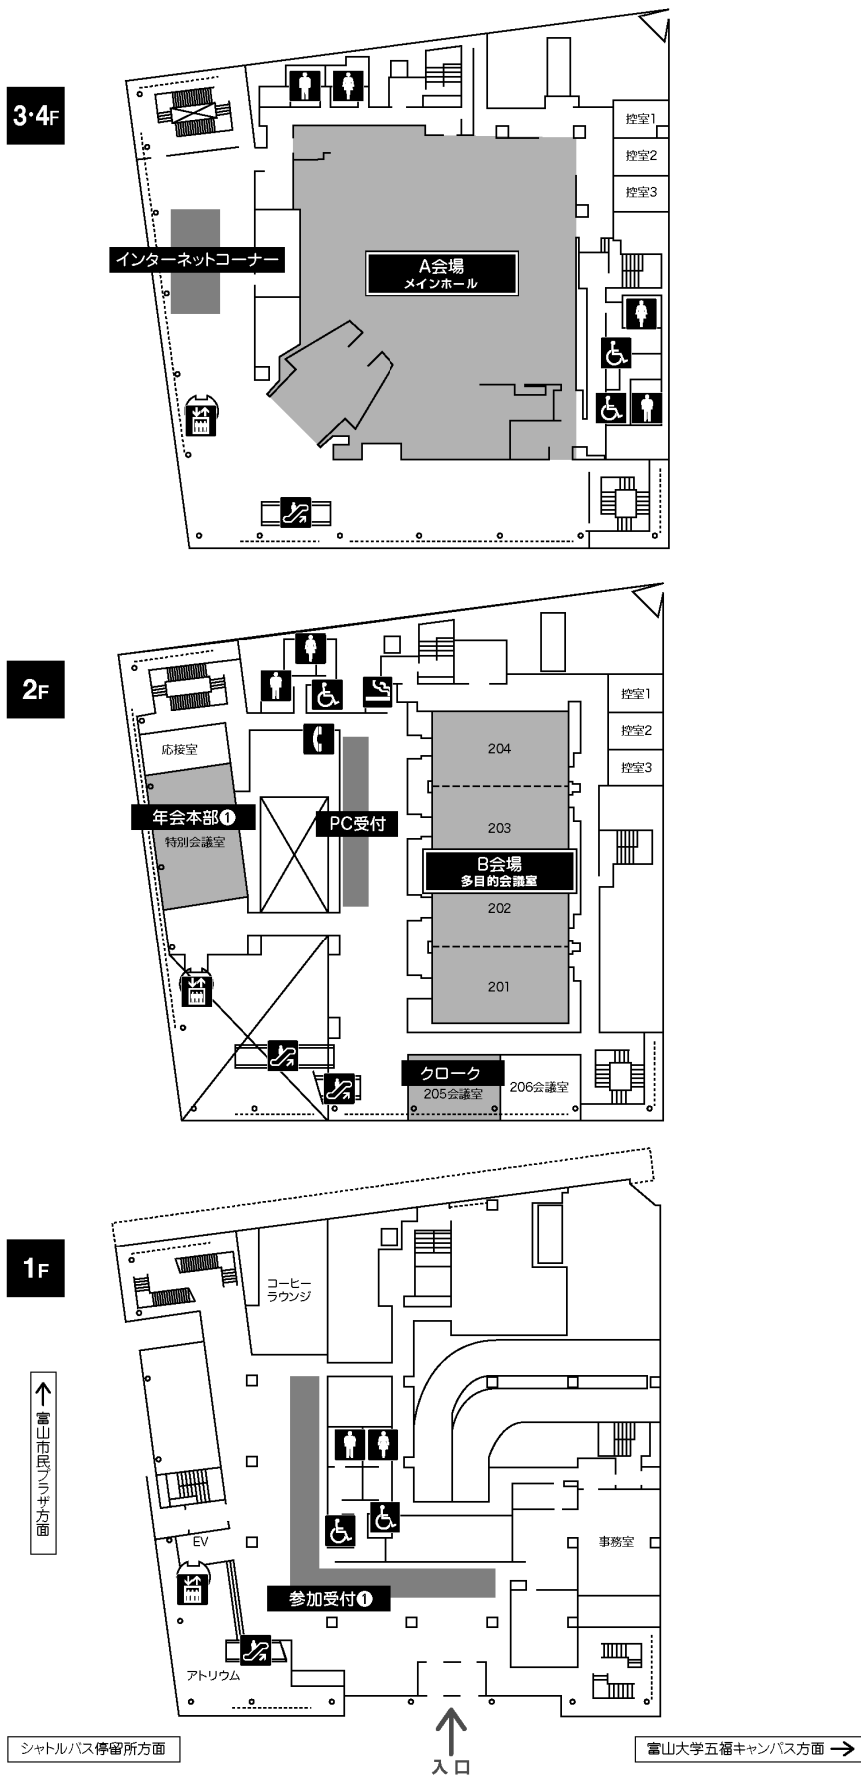 3・4F
控室1
控室2
控室3
インターネットコーナー
A会場
メインホール
2F
控室1
控室2
控室3
応接室
204
年会本部❶
特別会議室
PC受付
203
B会場
多目的会議室
202
201
クローク
205会議室
206会議室
1F
コーヒー
ラウンジ
富山市民プラザ方面
EV
事務室
参加受付❶
アトリウム
シャトルバス停留所方面
入口
富山大学五福キャンパス方面